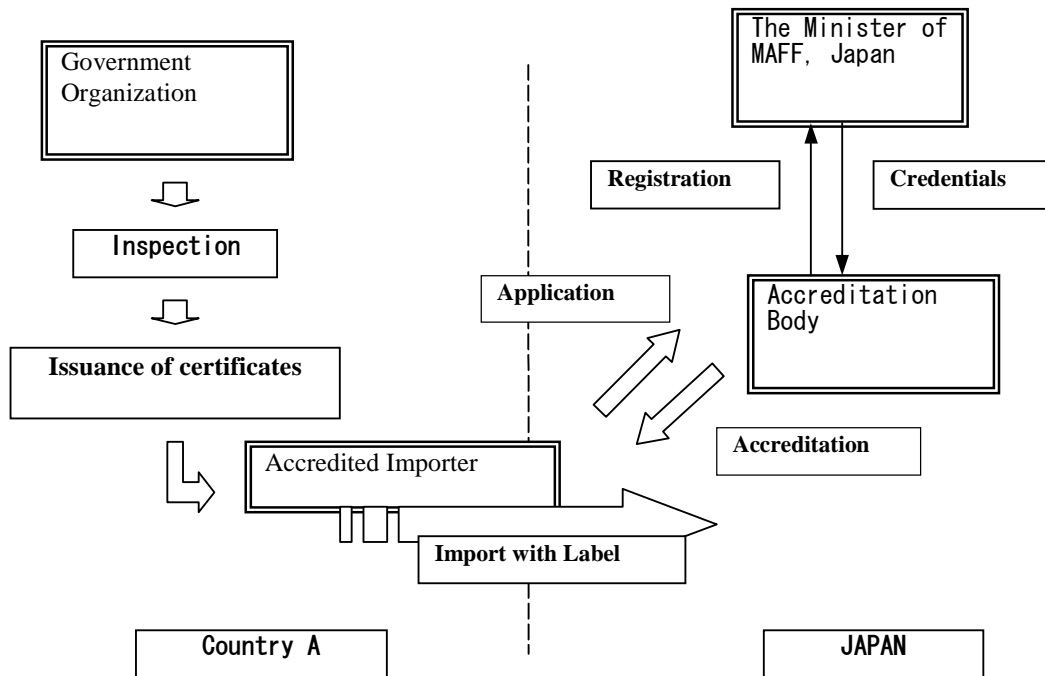 Government
Organization
The Minister of
MAFF, Japan
Registration
Credentials
Inspection
Application
Accreditation
Body
Issuance of certificates
Accreditation
Accredited Importer
Import with Label
Country A
JAPAN